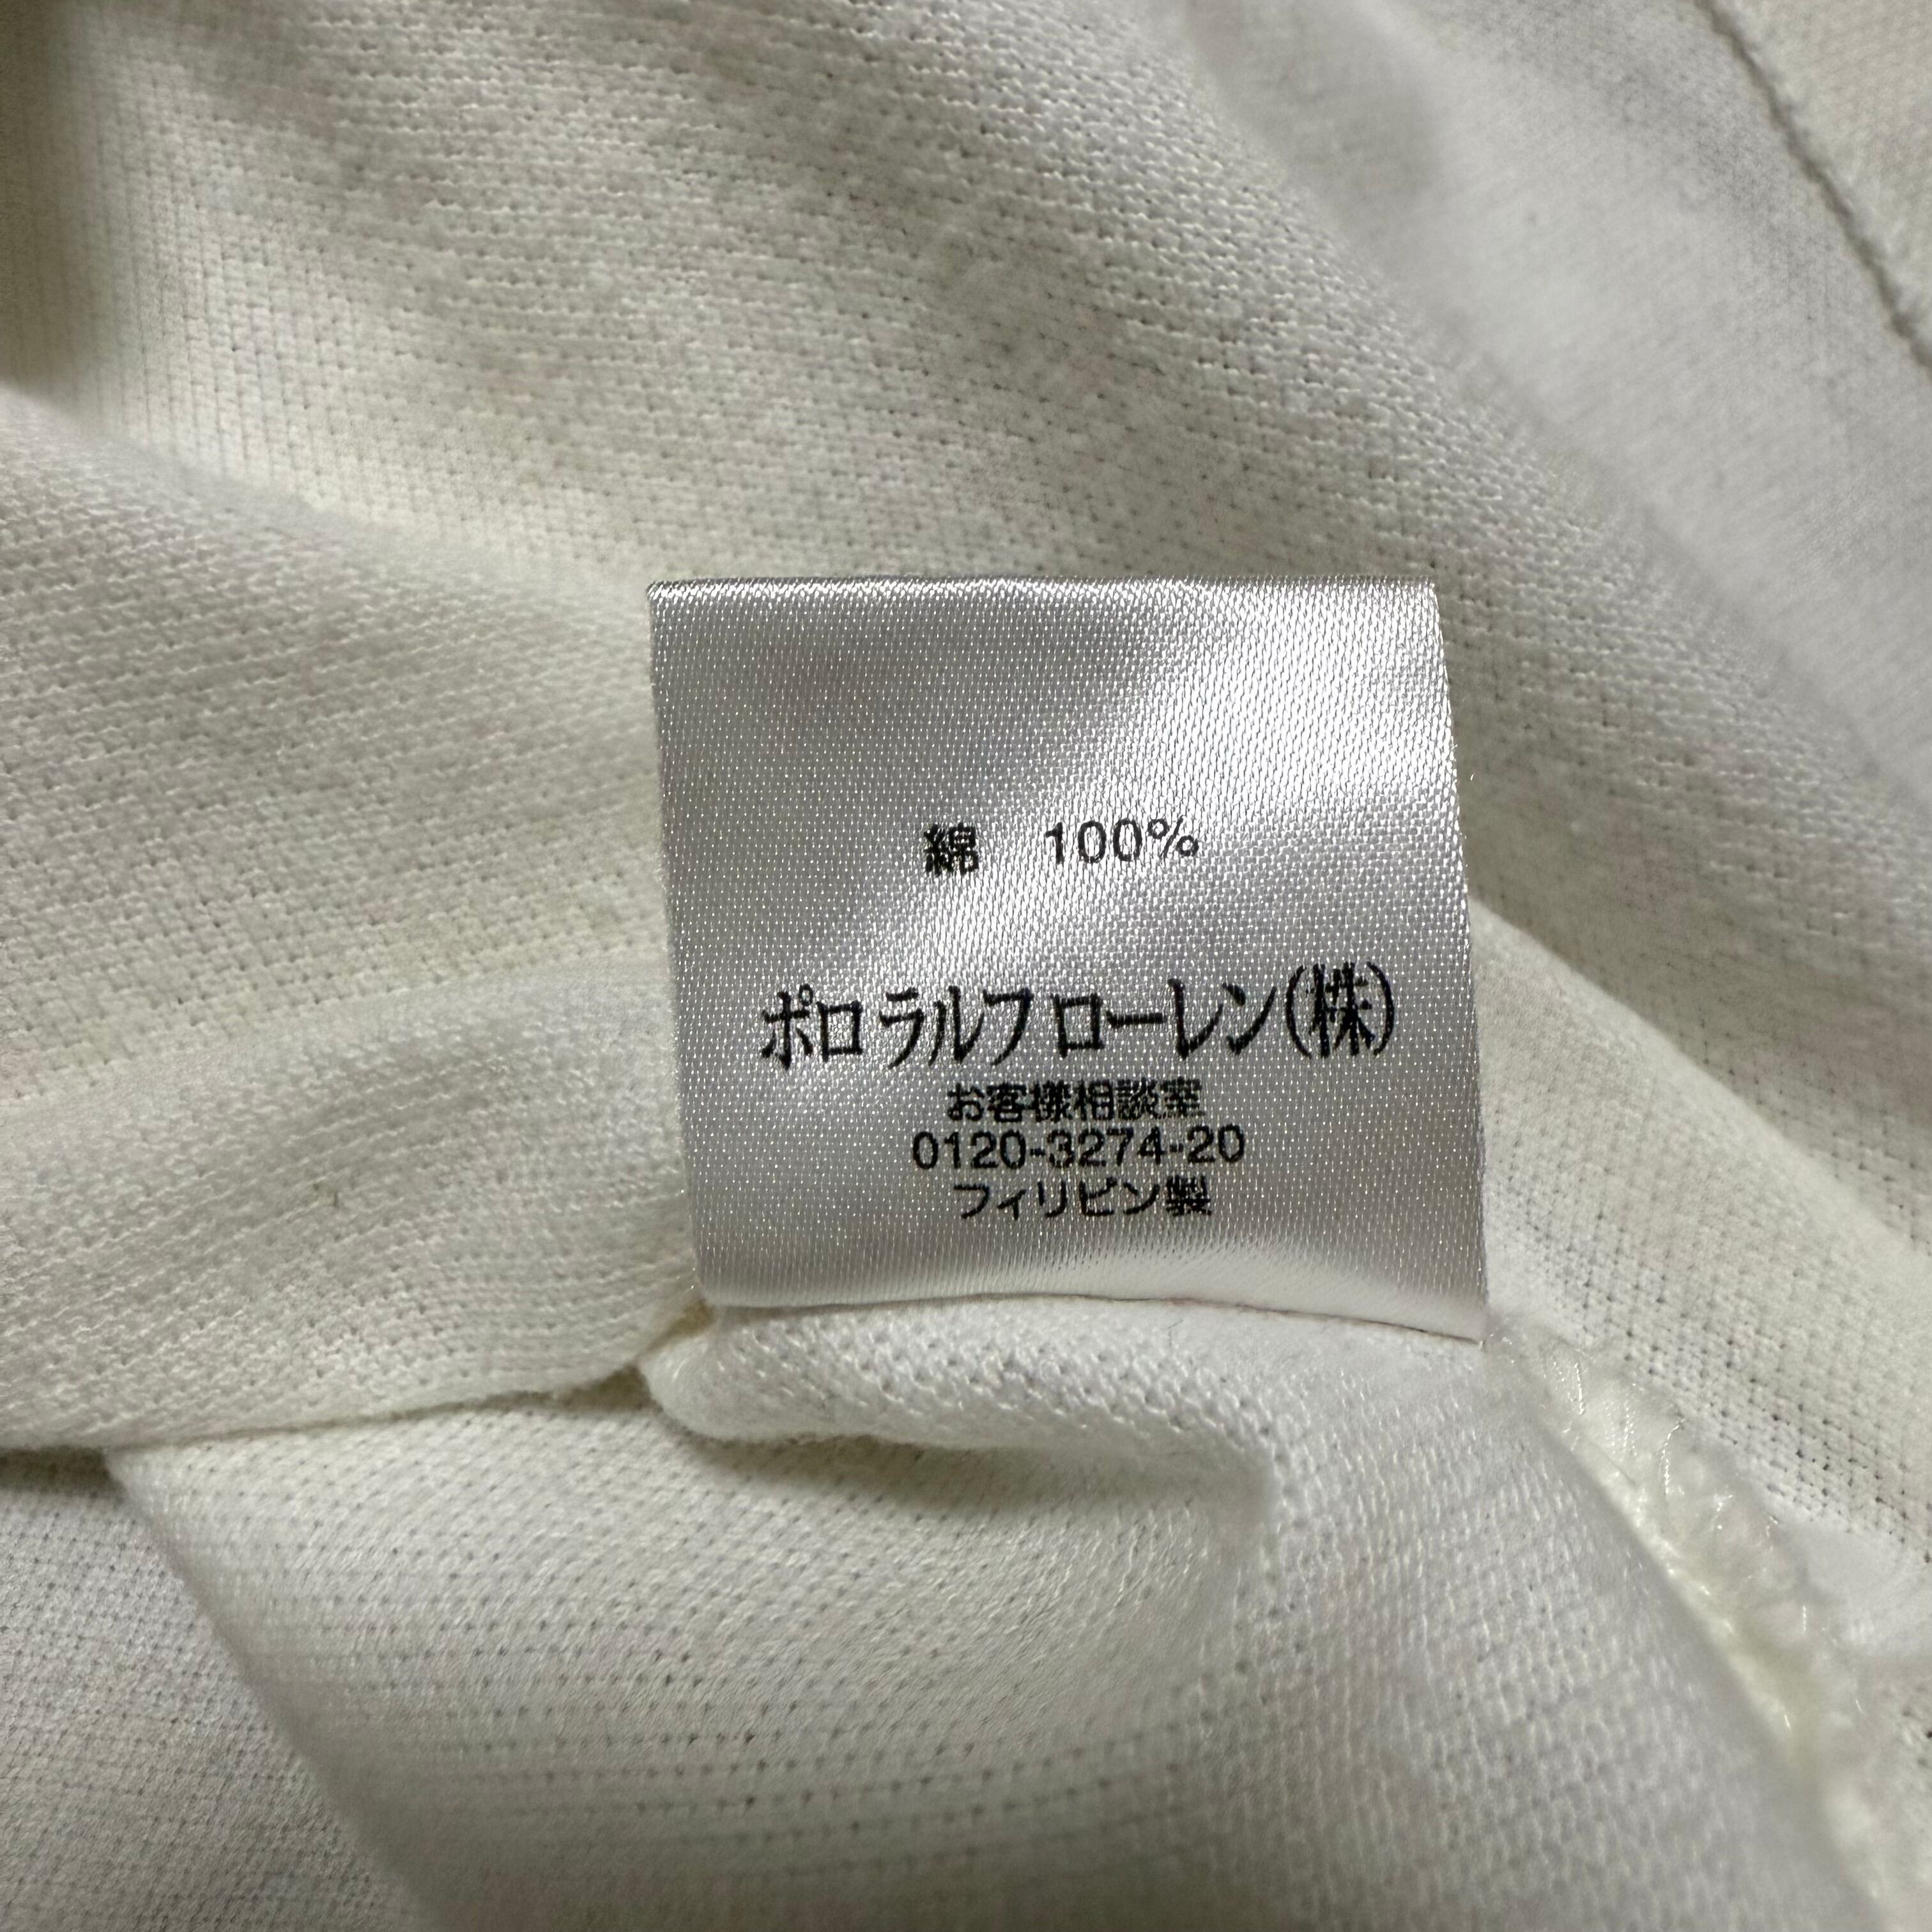 綿　100%
ポロ ラルフ ローレン(株)
お客様相談室
0120-3274-20
フィリピン製